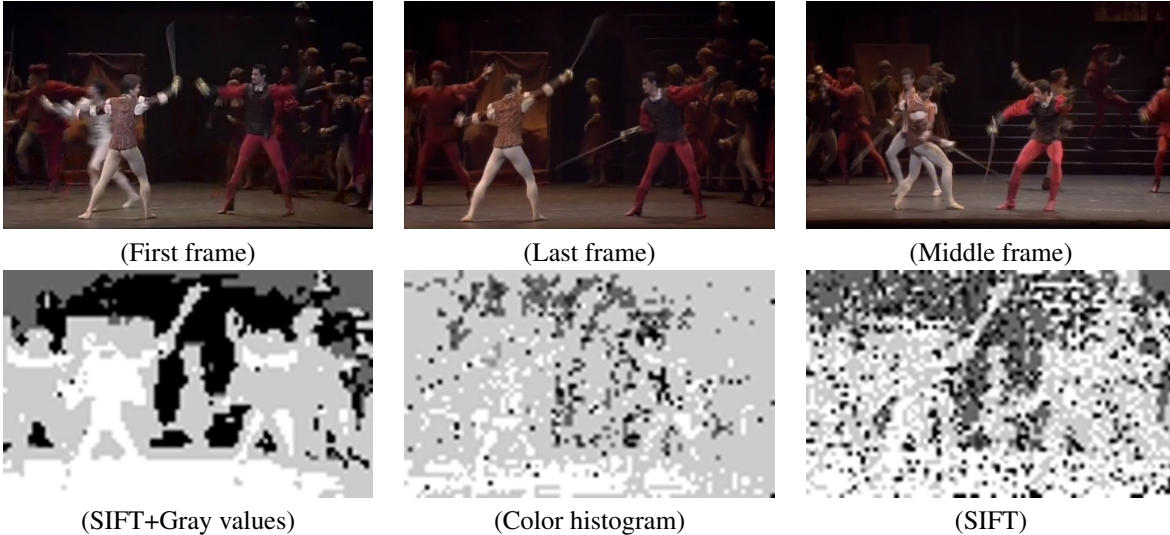 (First frame)
(Last frame)
(Middle frame)
(SIFT+Gray values)
(Color histogram)
(SIFT)